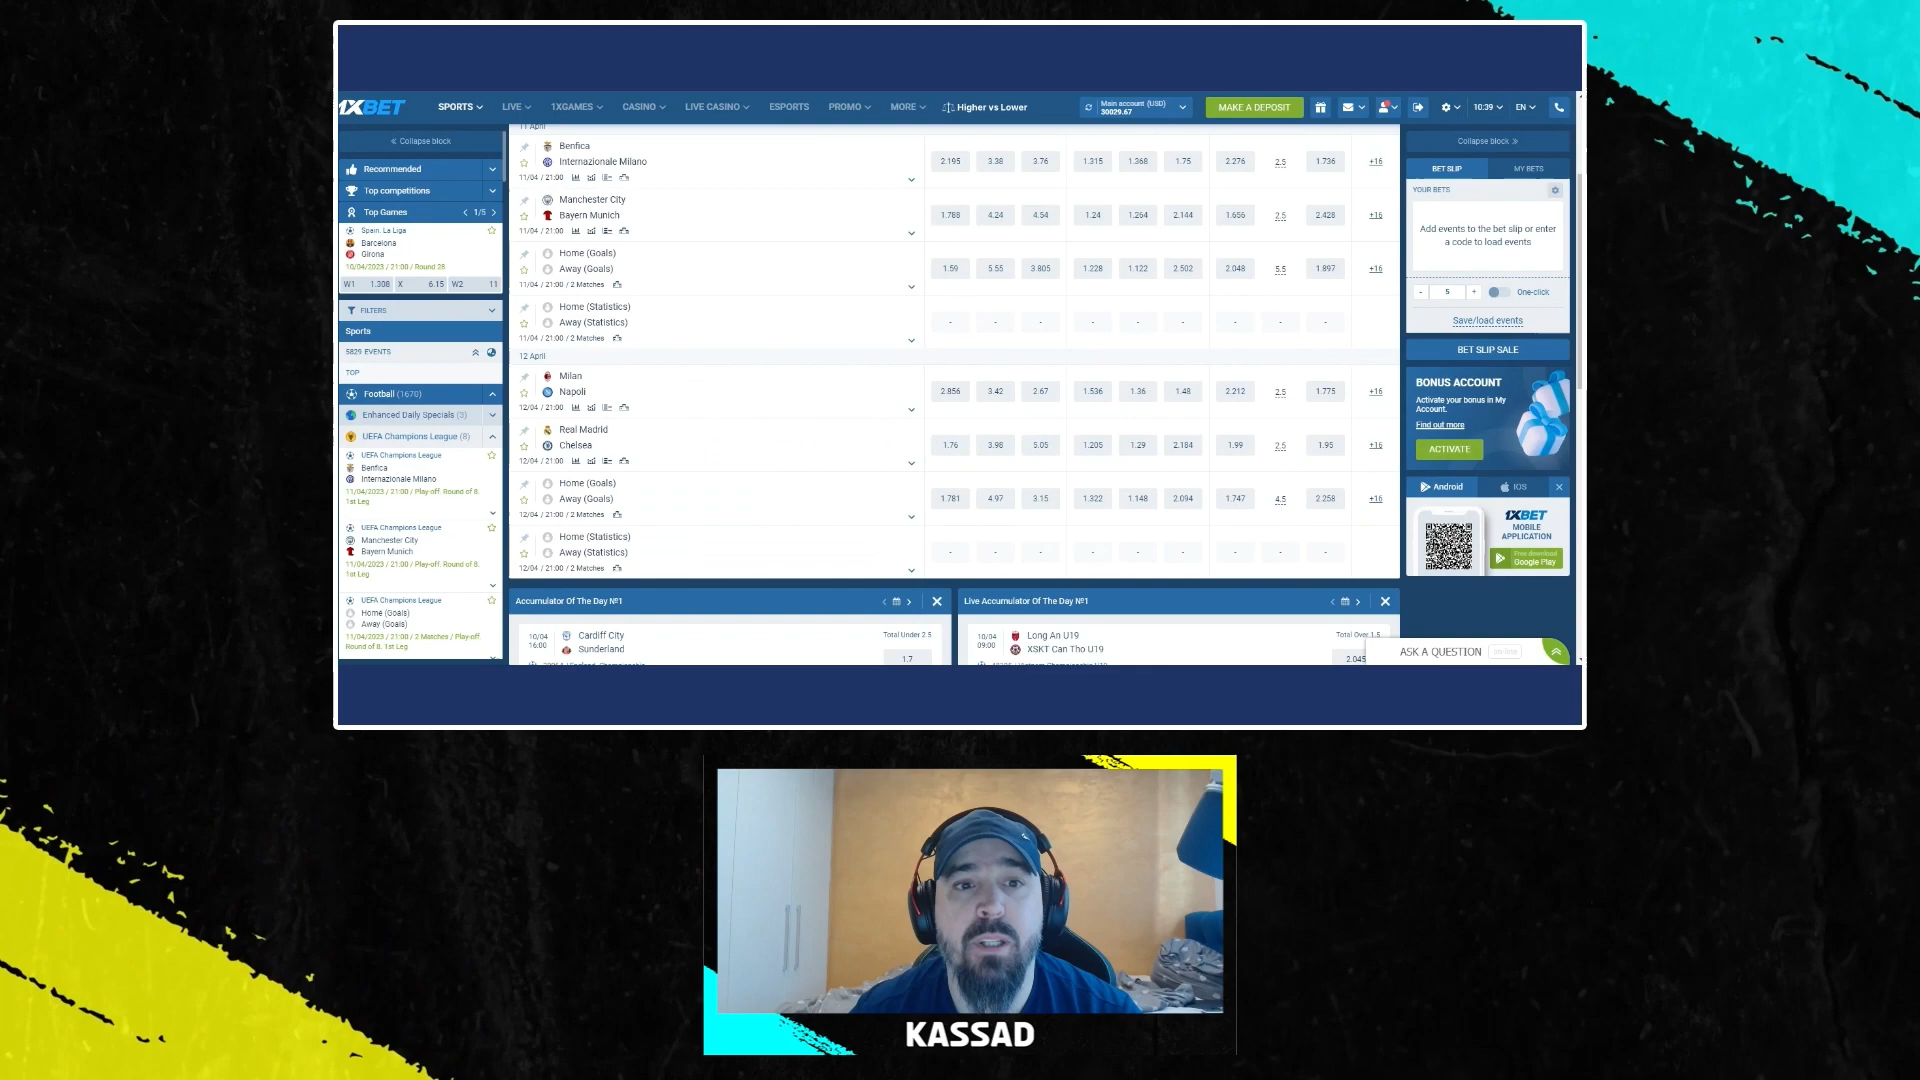 1XBET
SPORTS LIVE 1XGAMES CASINO LIVE CASINO ESPORTS PROMO MORE Higher vs Lower
Main account (USD)
30029.67
MAKE A DEPOSIT
10:39 EN
Collapse block
Recommended
Top competitions
Top Games 1/5
Spain. La Liga
Barcelona
Girona
10/04/2023 / 21:00 / Round 28
W1 1.308 X 6.15 W2 11
FILTERS
Sports
5829 EVENTS
TOP
Football (1670)
Enhanced Daily Specials (3)
UEFA Champions League (8)
UEFA Champions League
Benfica
Internazionale Milano
11/04/2023 / 21:00 / Play-off. Round of 8.
1st Leg
UEFA Champions League
Manchester City
Bayern Munich
11/04/2023 / 21:00 / Play-off. Round of 8.
1st Leg
UEFA Champions League
Home (Goals)
Away (Goals)
11/04/2023 / 21:00 / 2 Matches / Play-off.
Round of 8. 1st Leg
11 April
Benfica
Internazionale Milano
2.195 3.38 3.76 1.315 1.368 1.75 2.276 2.5 1.736 +16
11/04 / 21:00
Manchester City
Bayern Munich
1.788 4.24 4.54 1.24 1.264 2.144 1.656 2.5 2.428 +16
11/04 / 21:00
Home (Goals)
Away (Goals)
1.59 5.55 3.805 1.228 1.122 2.502 2.048 5.5 1.897 +16
11/04 / 21:00 / 2 Matches
Home (Statistics)
Away (Statistics)
- - - - - - - - -
11/04 / 21:00 / 2 Matches
12 April
Milan
Napoli
2.856 3.42 2.67 1.536 1.36 1.48 2.212 2.5 1.775 +16
12/04 / 21:00
Real Madrid
Chelsea
1.76 3.98 5.05 1.205 1.29 2.184 1.99 2.5 1.95 +16
12/04 / 21:00
Home (Goals)
Away (Goals)
1.781 4.97 3.15 1.322 1.148 2.094 1.747 4.5 2.258 +16
12/04 / 21:00 / 2 Matches
Home (Statistics)
Away (Statistics)
- - - - - - - - -
12/04 / 21:00 / 2 Matches
Accumulator Of The Day №1
10/04
16:00
Cardiff City
Sunderland
Total Under 2.5
1.7
Live Accumulator Of The Day №1
10/04
09:00
Long An U19
XSKT Can Tho U19
Total Over 1.5
2.045
Collapse block
BET SLIP MY BETS
YOUR BETS
Add events to the bet slip or enter
a code to load events
- 5 + One-click
Save/load events
BET SLIP SALE
BONUS ACCOUNT
Activate your bonus in My
Account.
Find out more
ACTIVATE
Android IOS
1XBET
MOBILE
APPLICATION
Free download
Google Play
ASK A QUESTION
KASSAD